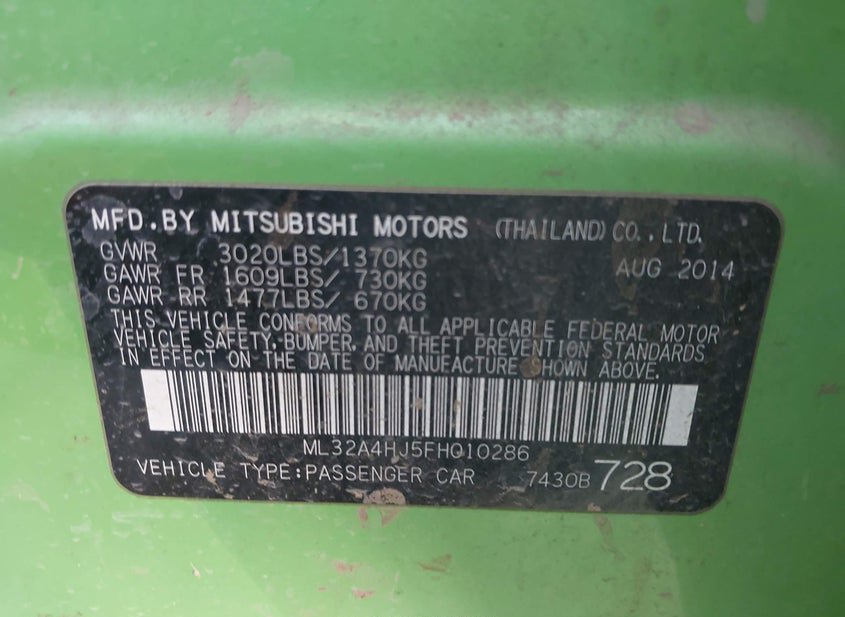 MFD.BY MITSUBISHI MOTORS (THAILAND) CO., LTD.
GVWR 3020LBS/1370KG AUG 2014
GAWR FR 1609LBS/ 730KG
GAWR RR 1477LBS/ 670KG
THIS VEHICLE CONFORMS TO ALL APPLICABLE FEDERAL MOTOR
VEHICLE SAFETY, BUMPER, AND THEFT PREVENTION STANDARDS
IN EFFECT ON THE DATE OF MANUFACTURE SHOWN ABOVE.
ML32A4HJ5FH010286
VEHICLE TYPE:PASSENGER CAR 7430B 728